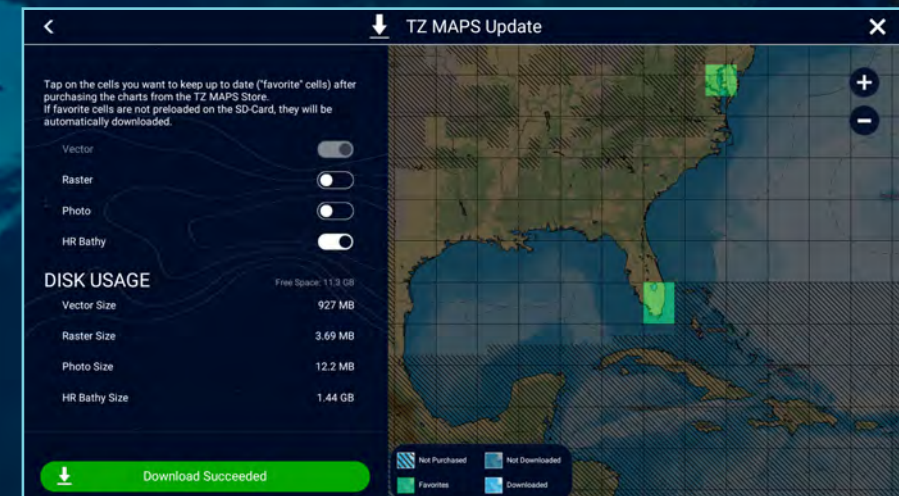 TZ MAPS Update
Tap on the cells you want to keep up to date ("favorite" cells) after
purchasing the charts from the TZ MAPS Store.
If favorite cells are not preloaded on the SD-Card, they will be
automatically downloaded.
Vector
Raster
Photo
HR Bathy
DISK USAGE Free Space: 11.3 GB
Vector Size 927 MB
Raster Size 3.69 MB
Photo Size 12.2 MB
HR Bathy Size 1.44 GB
Download Succeeded
Not Purchased Not Downloaded
Favorites Downloaded